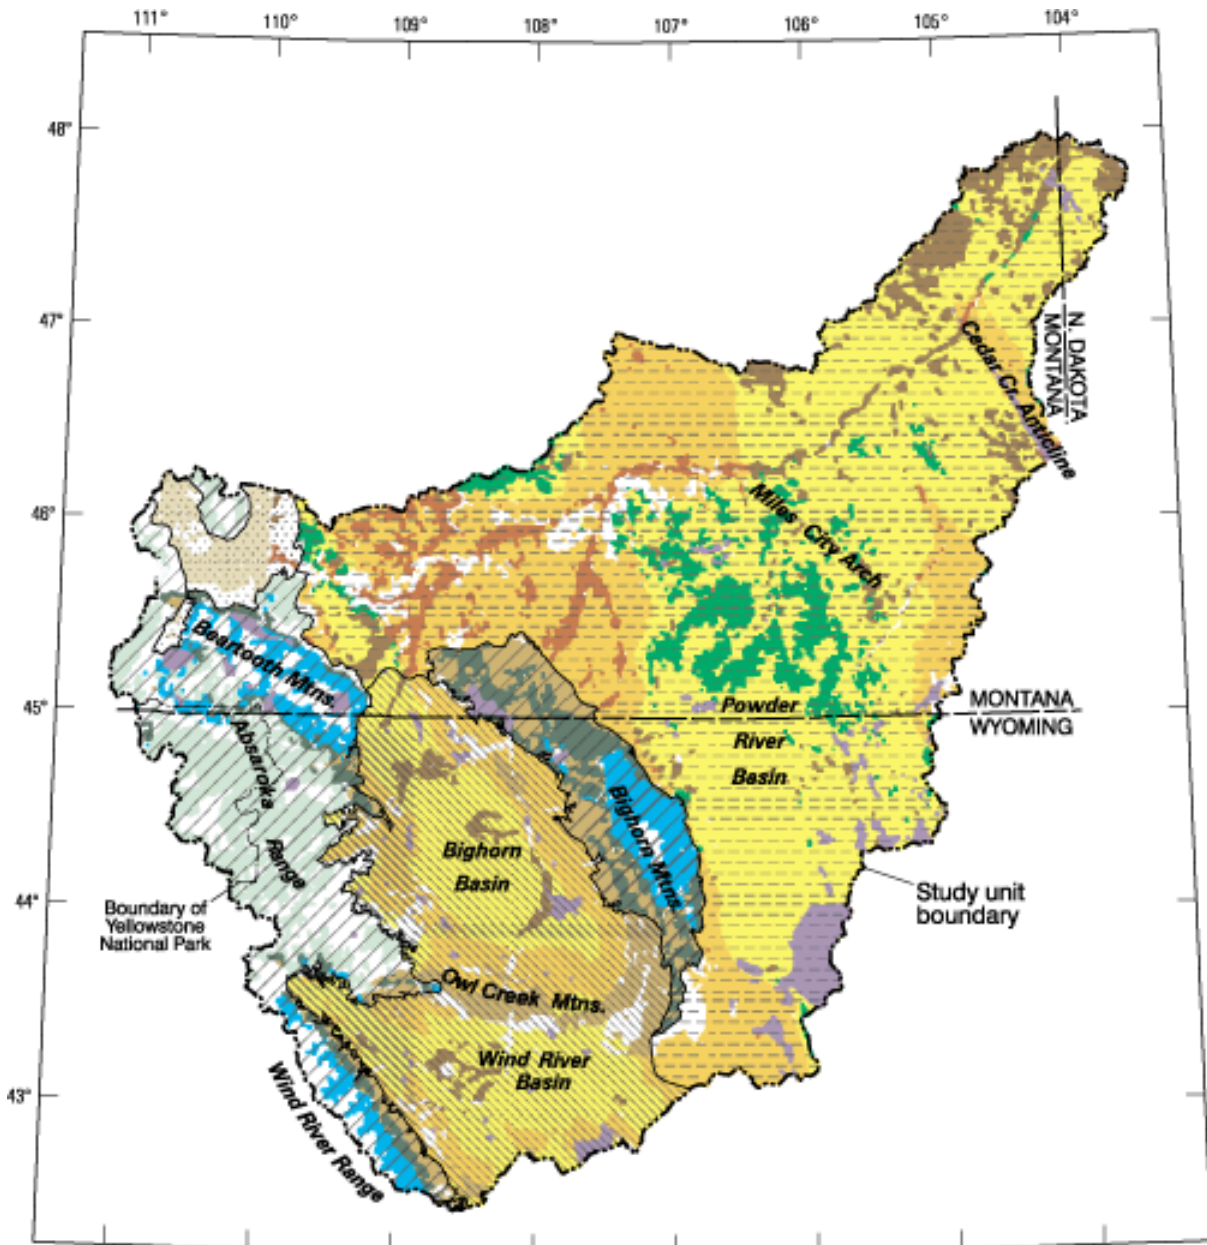 111°
110°
109°
108°
107°
106°
105°
104°
48°
47°
46°
45°
44°
43°
N. DAKOTA
MONTANA
Cedar Cr. Anticline
Miles City Arch
Beartooth Mtns.
MONTANA
WYOMING
Powder
River
Basin
Absaroka
Range
Bighorn Mtns.
Bighorn
Basin
Study unit
boundary
Boundary of
Yellowstone
National Park
Owl Creek Mtns.
Wind River
Basin
Wind River Range